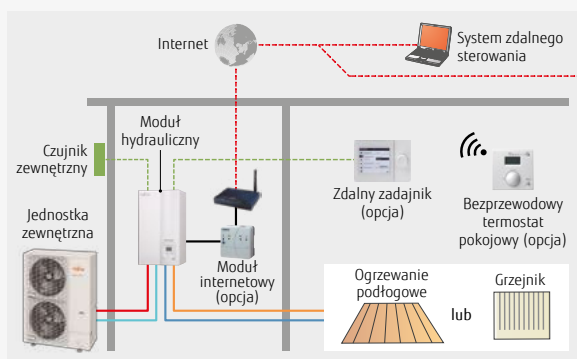 Internet
System zdalnego
sterowania
Moduł
hydrauliczny
Czujnik
zewnętrzny
Jednostka
zewnętrzna
Zdalny zadajnik
(opcja)
Bezprzewodowy
termostat
pokojowy (opcja)
Moduł
internetowy
(opcja)
Ogrzewanie
podłogowe
lub
Grzejnik